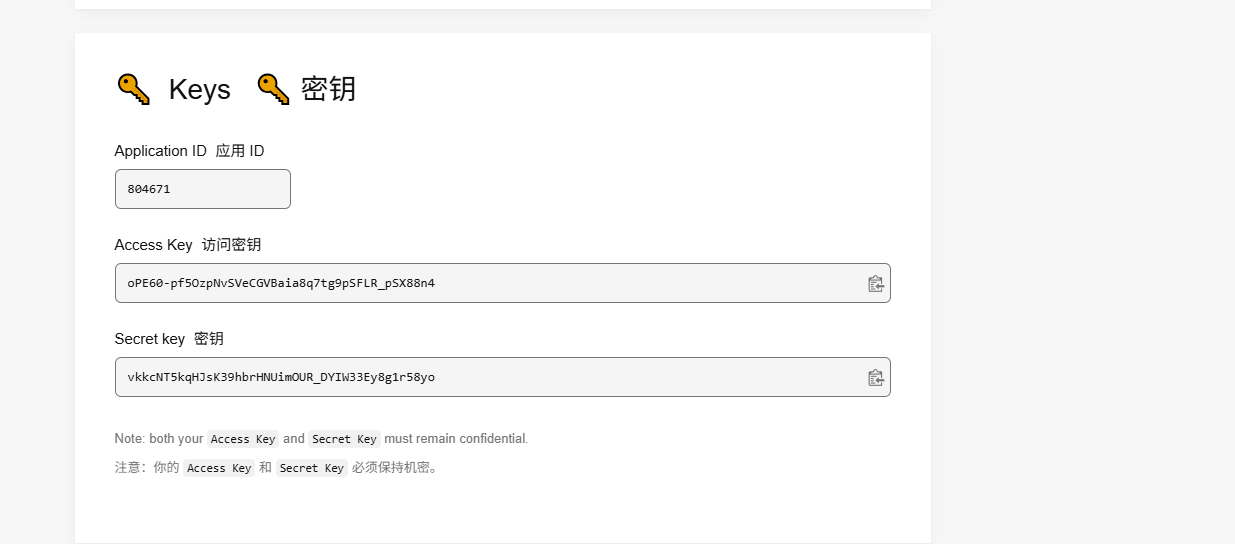 Keys 密钥
Application ID 应用 ID
804671
Access Key 访问密钥
oPE60-pf5OzpNvSVeCGVBaia8q7tg9pSFLR_pSX88n4
Secret key 密钥
vkkcNT5kqHJsK39hbrHNUimOUR_DYIW33Ey8g1r58yo
Note: both your Access Key and Secret Key must remain confidential.
注意：你的 Access Key 和 Secret Key 必须保持机密。